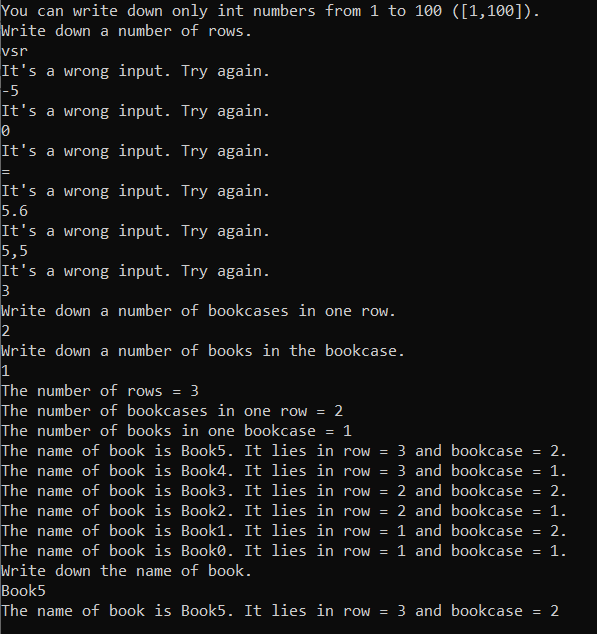 You can write down only int numbers from 1 to 100 ([1,100]).
Write down a number of rows.
vsr
It's a wrong input. Try again.
-5
It's a wrong input. Try again.
0
It's a wrong input. Try again.
=
It's a wrong input. Try again.
5.6
It's a wrong input. Try again.
5,5
It's a wrong input. Try again.
3
Write down a number of bookcases in one row.
2
Write down a number of books in the bookcase.
1
The number of rows = 3
The number of bookcases in one row = 2
The number of books in one bookcase = 1
The name of book is Book5. It lies in row = 3 and bookcase = 2.
The name of book is Book4. It lies in row = 3 and bookcase = 1.
The name of book is Book3. It lies in row = 2 and bookcase = 2.
The name of book is Book2. It lies in row = 2 and bookcase = 1.
The name of book is Book1. It lies in row = 1 and bookcase = 2.
The name of book is Book0. It lies in row = 1 and bookcase = 1.
Write down the name of book.
Book5
The name of book is Book5. It lies in row = 3 and bookcase = 2